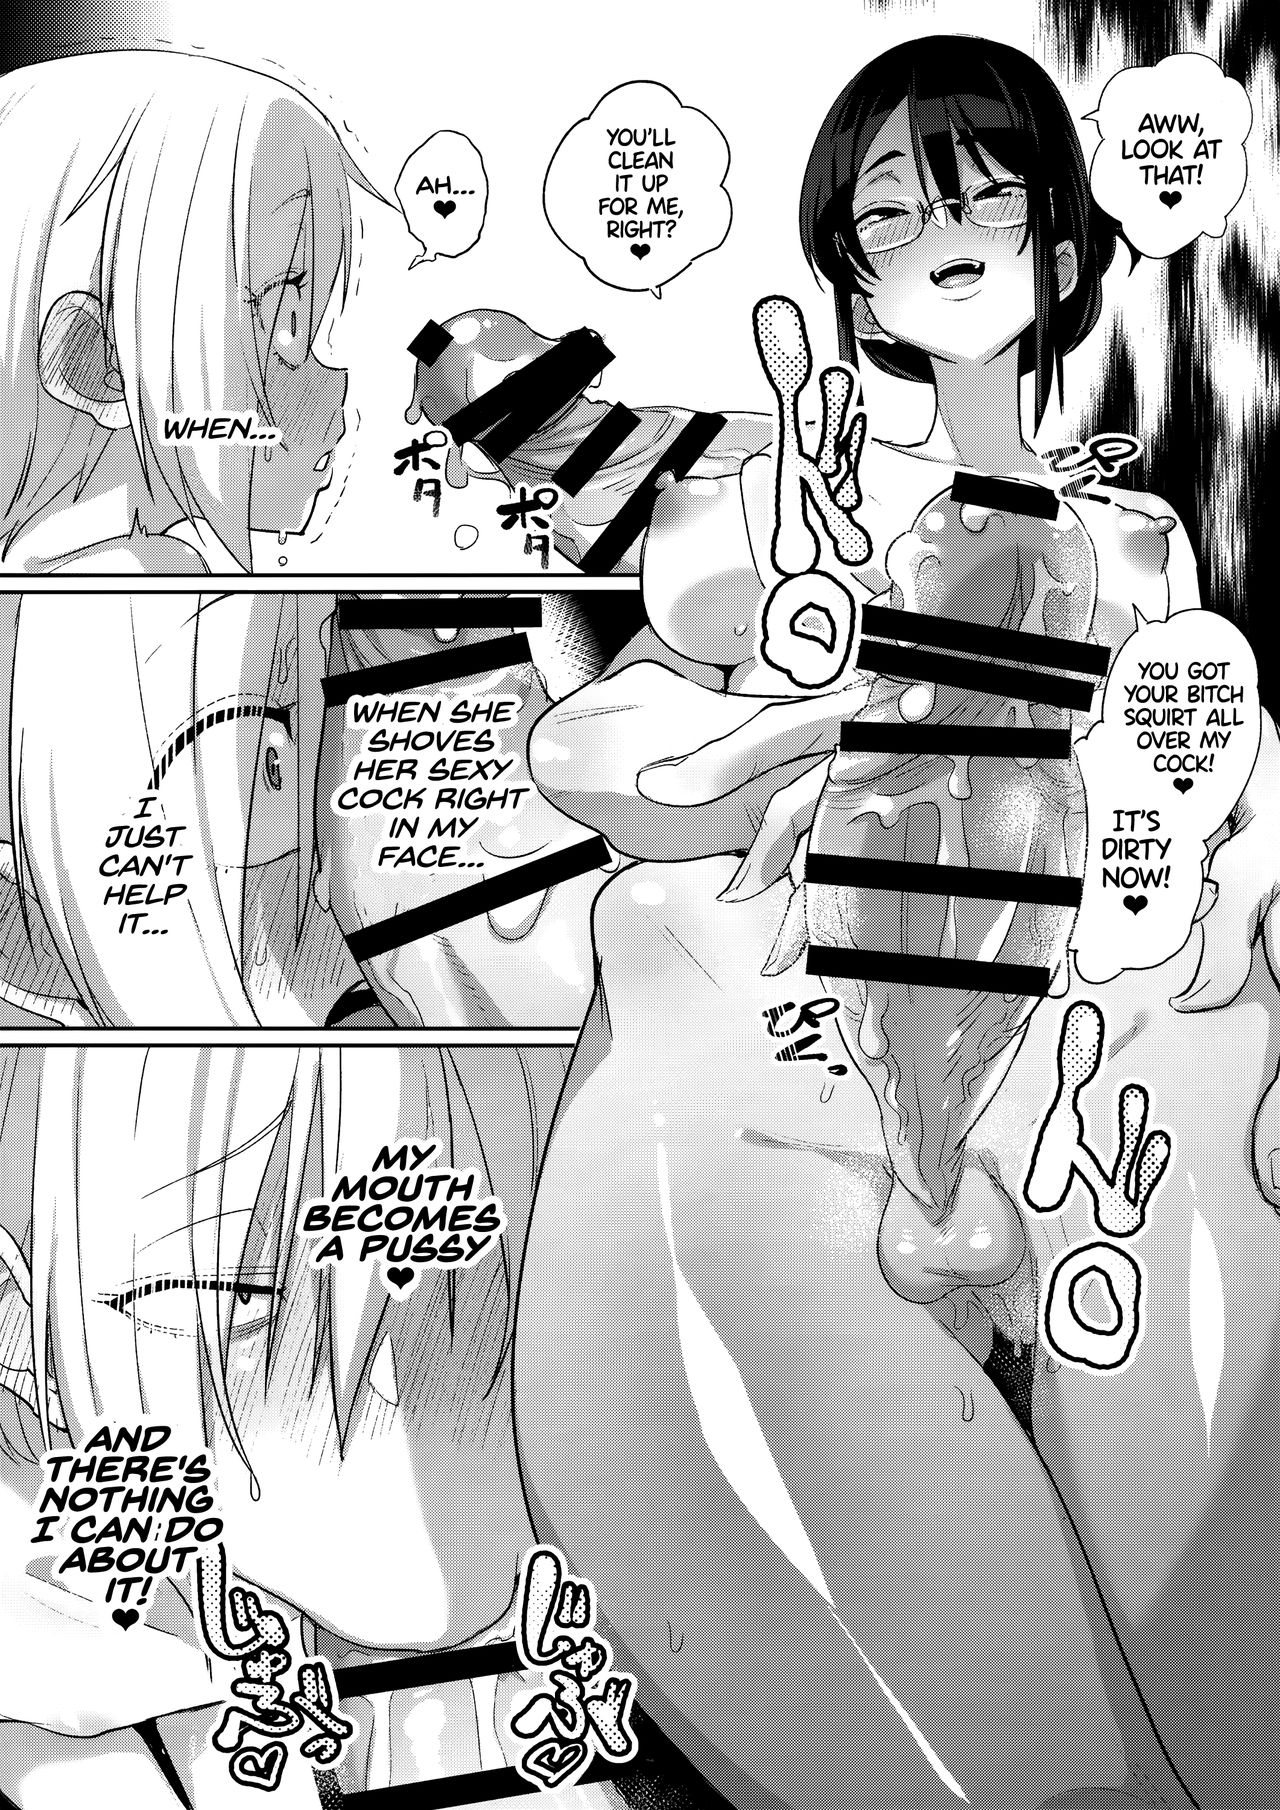 AWW,
LOOK AT
THAT!
♥
YOU'LL
CLEAN
IT UP
FOR ME,
RIGHT?
♥
AH...
♥
WHEN...
ポタ
ポタ
YOU GOT
YOUR BITCH
SQUIRT ALL
OVER MY
COCK!
♥
IT'S
DIRTY
NOW!
♥
WHEN SHE
SHOVES
HER SEXY
COCK RIGHT
IN MY
FACE...
I
JUST
CAN'T
HELP
IT...
MY
MOUTH
BECOMES
A PUSSY
♥
AND
THERE'S
NOTHING
I CAN DO
ABOUT
IT!
♥